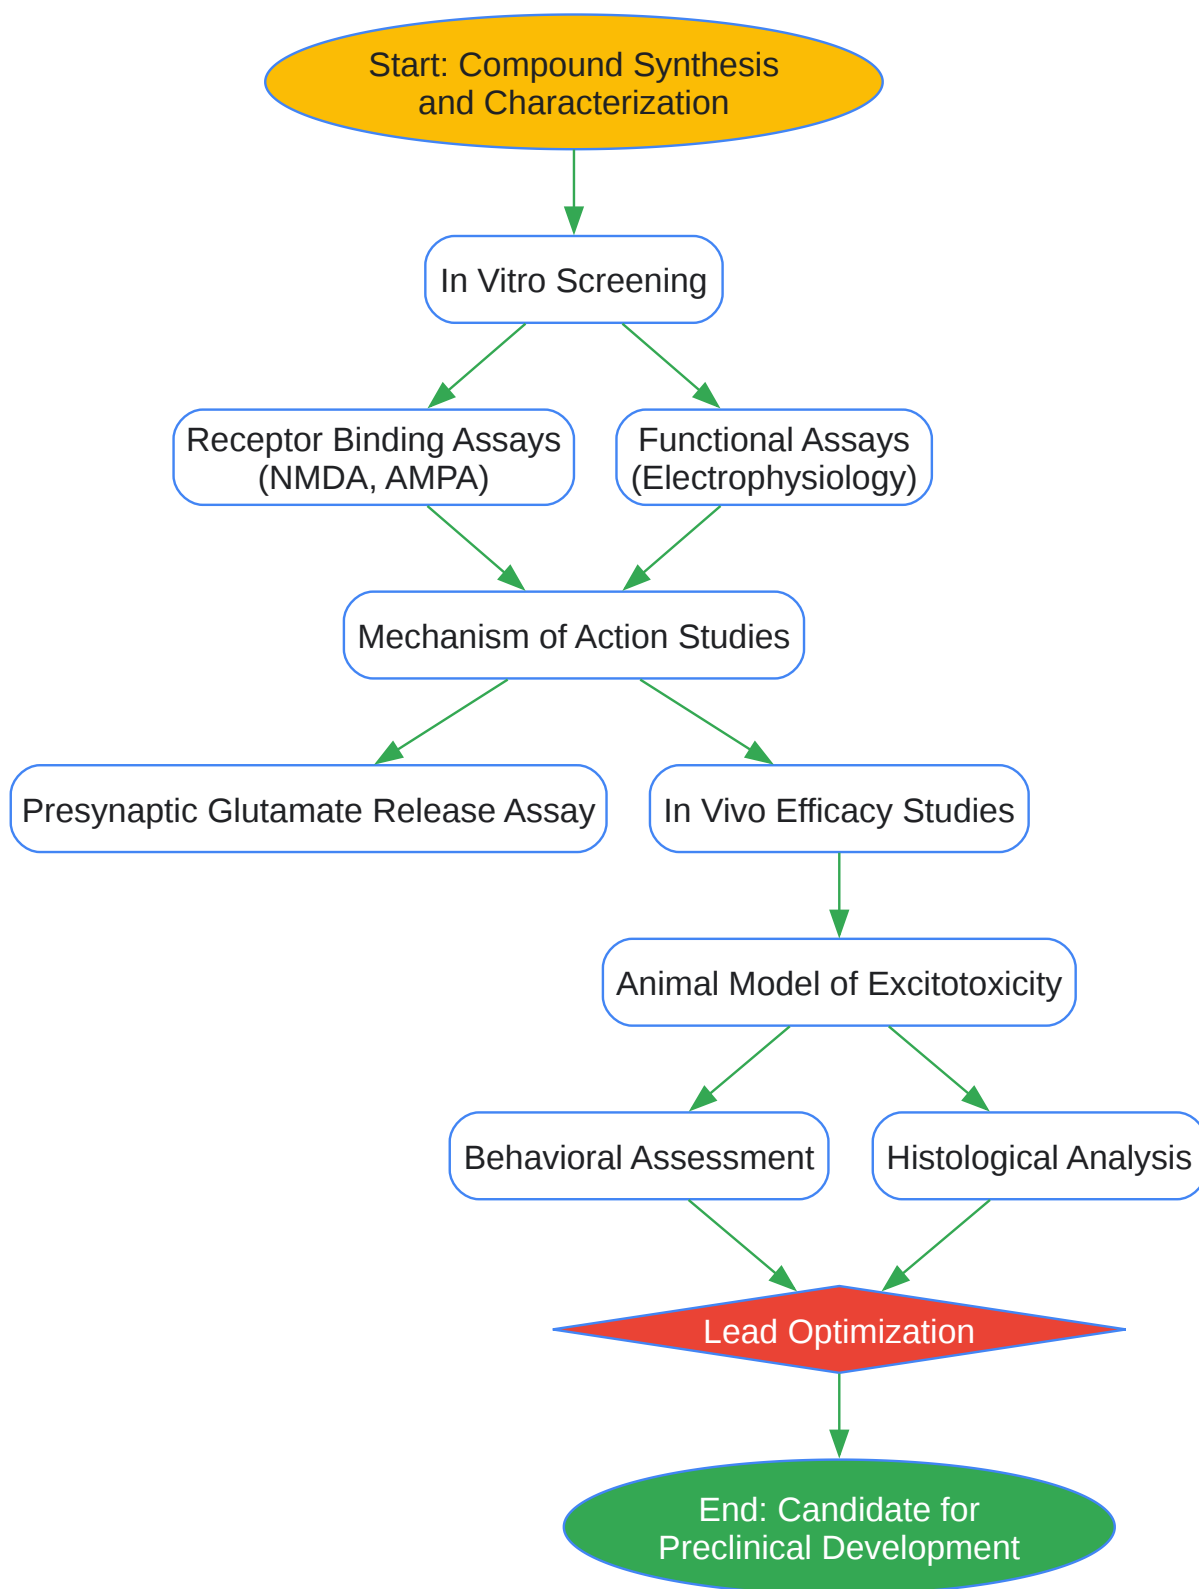 Start: Compound Synthesis
and Characterization
In Vitro Screening
Receptor Binding Assays
(NMDA, AMPA)
Functional Assays
(Electrophysiology)
Mechanism of Action Studies
Presynaptic Glutamate Release Assay
In Vivo Efficacy Studies
Animal Model of Excitotoxicity
Behavioral Assessment
Histological Analysis
Lead Optimization
End: Candidate for
Preclinical Development